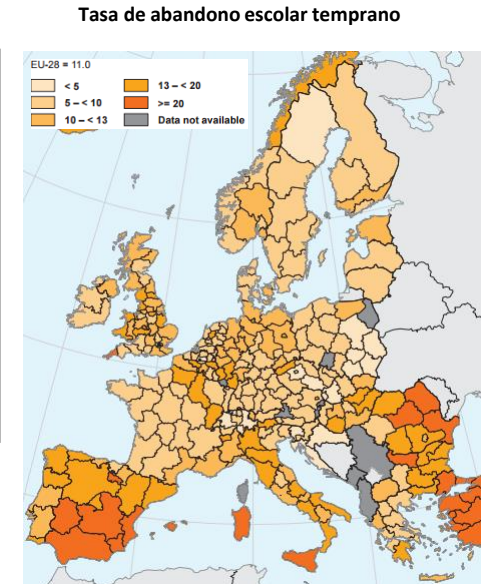 Tasa de abandono escolar temprano
EU-28 = 11.0
< 5
5 – < 10
10 – < 13
13 – < 20
>= 20
Data not available